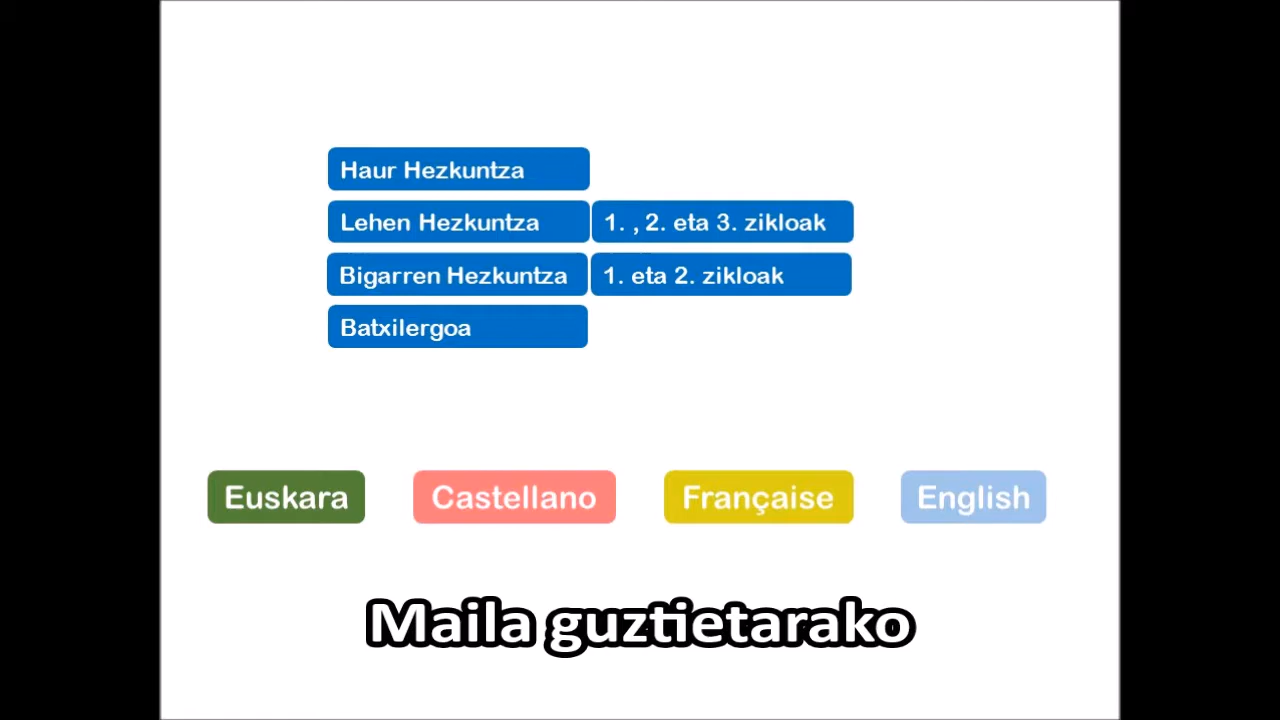 Haur Hezkuntza
Lehen Hezkuntza 1. , 2. eta 3. zikloak
Bigarren Hezkuntza 1. eta 2. zikloak
Batxilergoa
Euskara Castellano Française English
Maila guztietarako